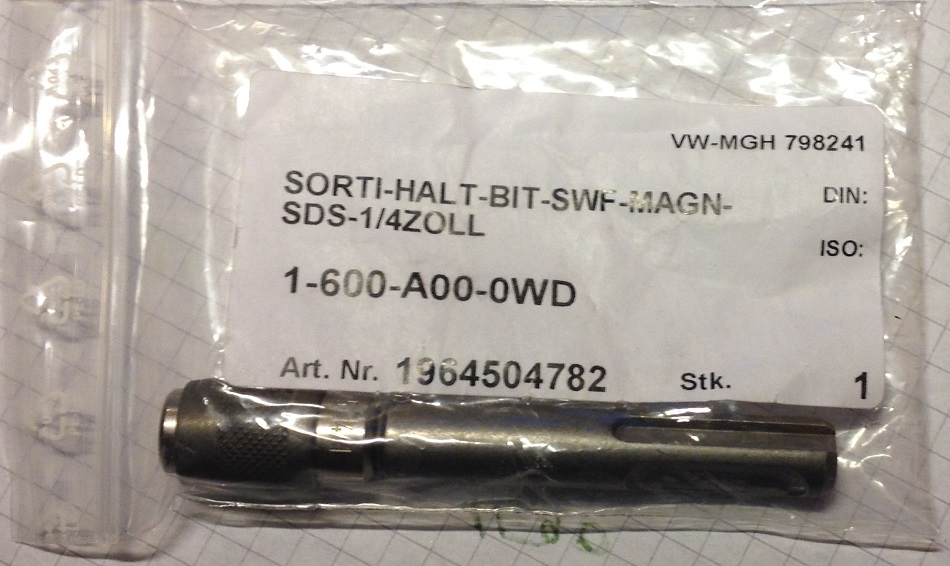 VW-MGH 798241
SORTI-HALT-BIT-SWF-MAGN-
SDS-1/4ZOLL
DIN:
ISO:
1-600-A00-0WD
Art. Nr. 1964504782 Stk. 1